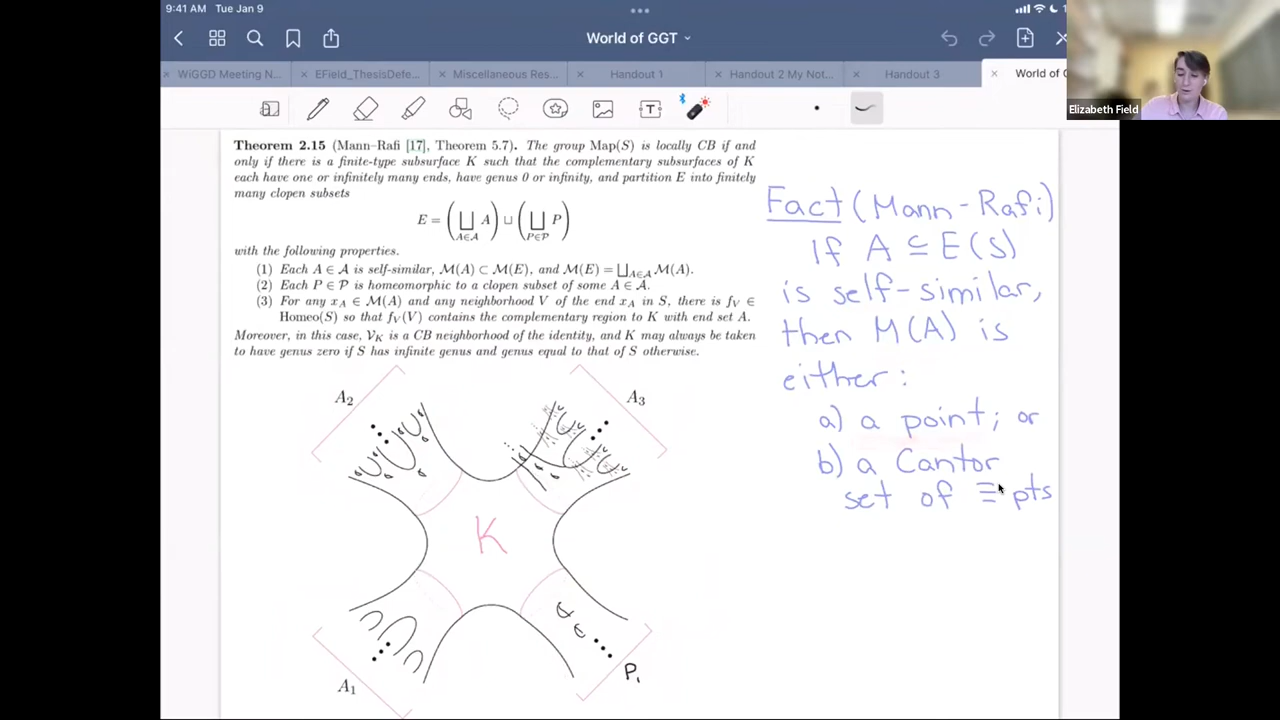 9:41 AM Tue Jan 9
World of GGT
WiGGD Meeting N...
EField_ThesisDefe...
Miscellaneous Res...
Handout 1
Handout 2 My Not...
Handout 3
World of G
Elizabeth Field
Theorem 2.15 (Mann–Rafi [17], Theorem 5.7). The group Map(S) is locally CB if and
only if there is a finite-type subsurface K such that the complementary subsurfaces of K
each have one or infinitely many ends, have genus 0 or infinity, and partition E into finitely
many clopen subsets
E = (⨆_{A∈𝒜} A) ⊔ (⨆_{P∈𝒫} P)
with the following properties.
(1) Each A ∈ 𝒜 is self-similar, ℳ(A) ⊂ ℳ(E), and ℳ(E) = ⨆_{A∈𝒜} ℳ(A).
(2) Each P ∈ 𝒫 is homeomorphic to a clopen subset of some A ∈ 𝒜.
(3) For any x_A ∈ ℳ(A) and any neighborhood V of the end x_A in S, there is f_V ∈
Homeo(S) so that f_V(V) contains the complementary region to K with end set A.
Moreover, in this case, 𝒱_K is a CB neighborhood of the identity, and K may always be taken
to have genus zero if S has infinite genus and genus equal to that of S otherwise.
A₂
A₃
K
A₁
P₁
Fact (Mann-Rafi)
If A ⊆ E(S)
is self-similar,
then M(A) is
either:
a) a point; or
b) a Cantor
set of ≡ pts